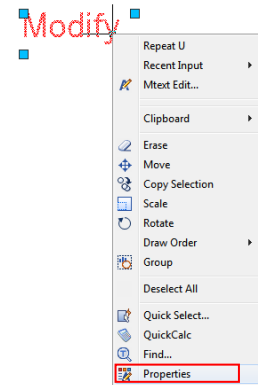 Modify
Repeat U
Recent Input
Mtext Edit...
Clipboard
Erase
Move
Copy Selection
Scale
Rotate
Draw Order
Group
Deselect All
Quick Select...
QuickCalc
Find...
Properties